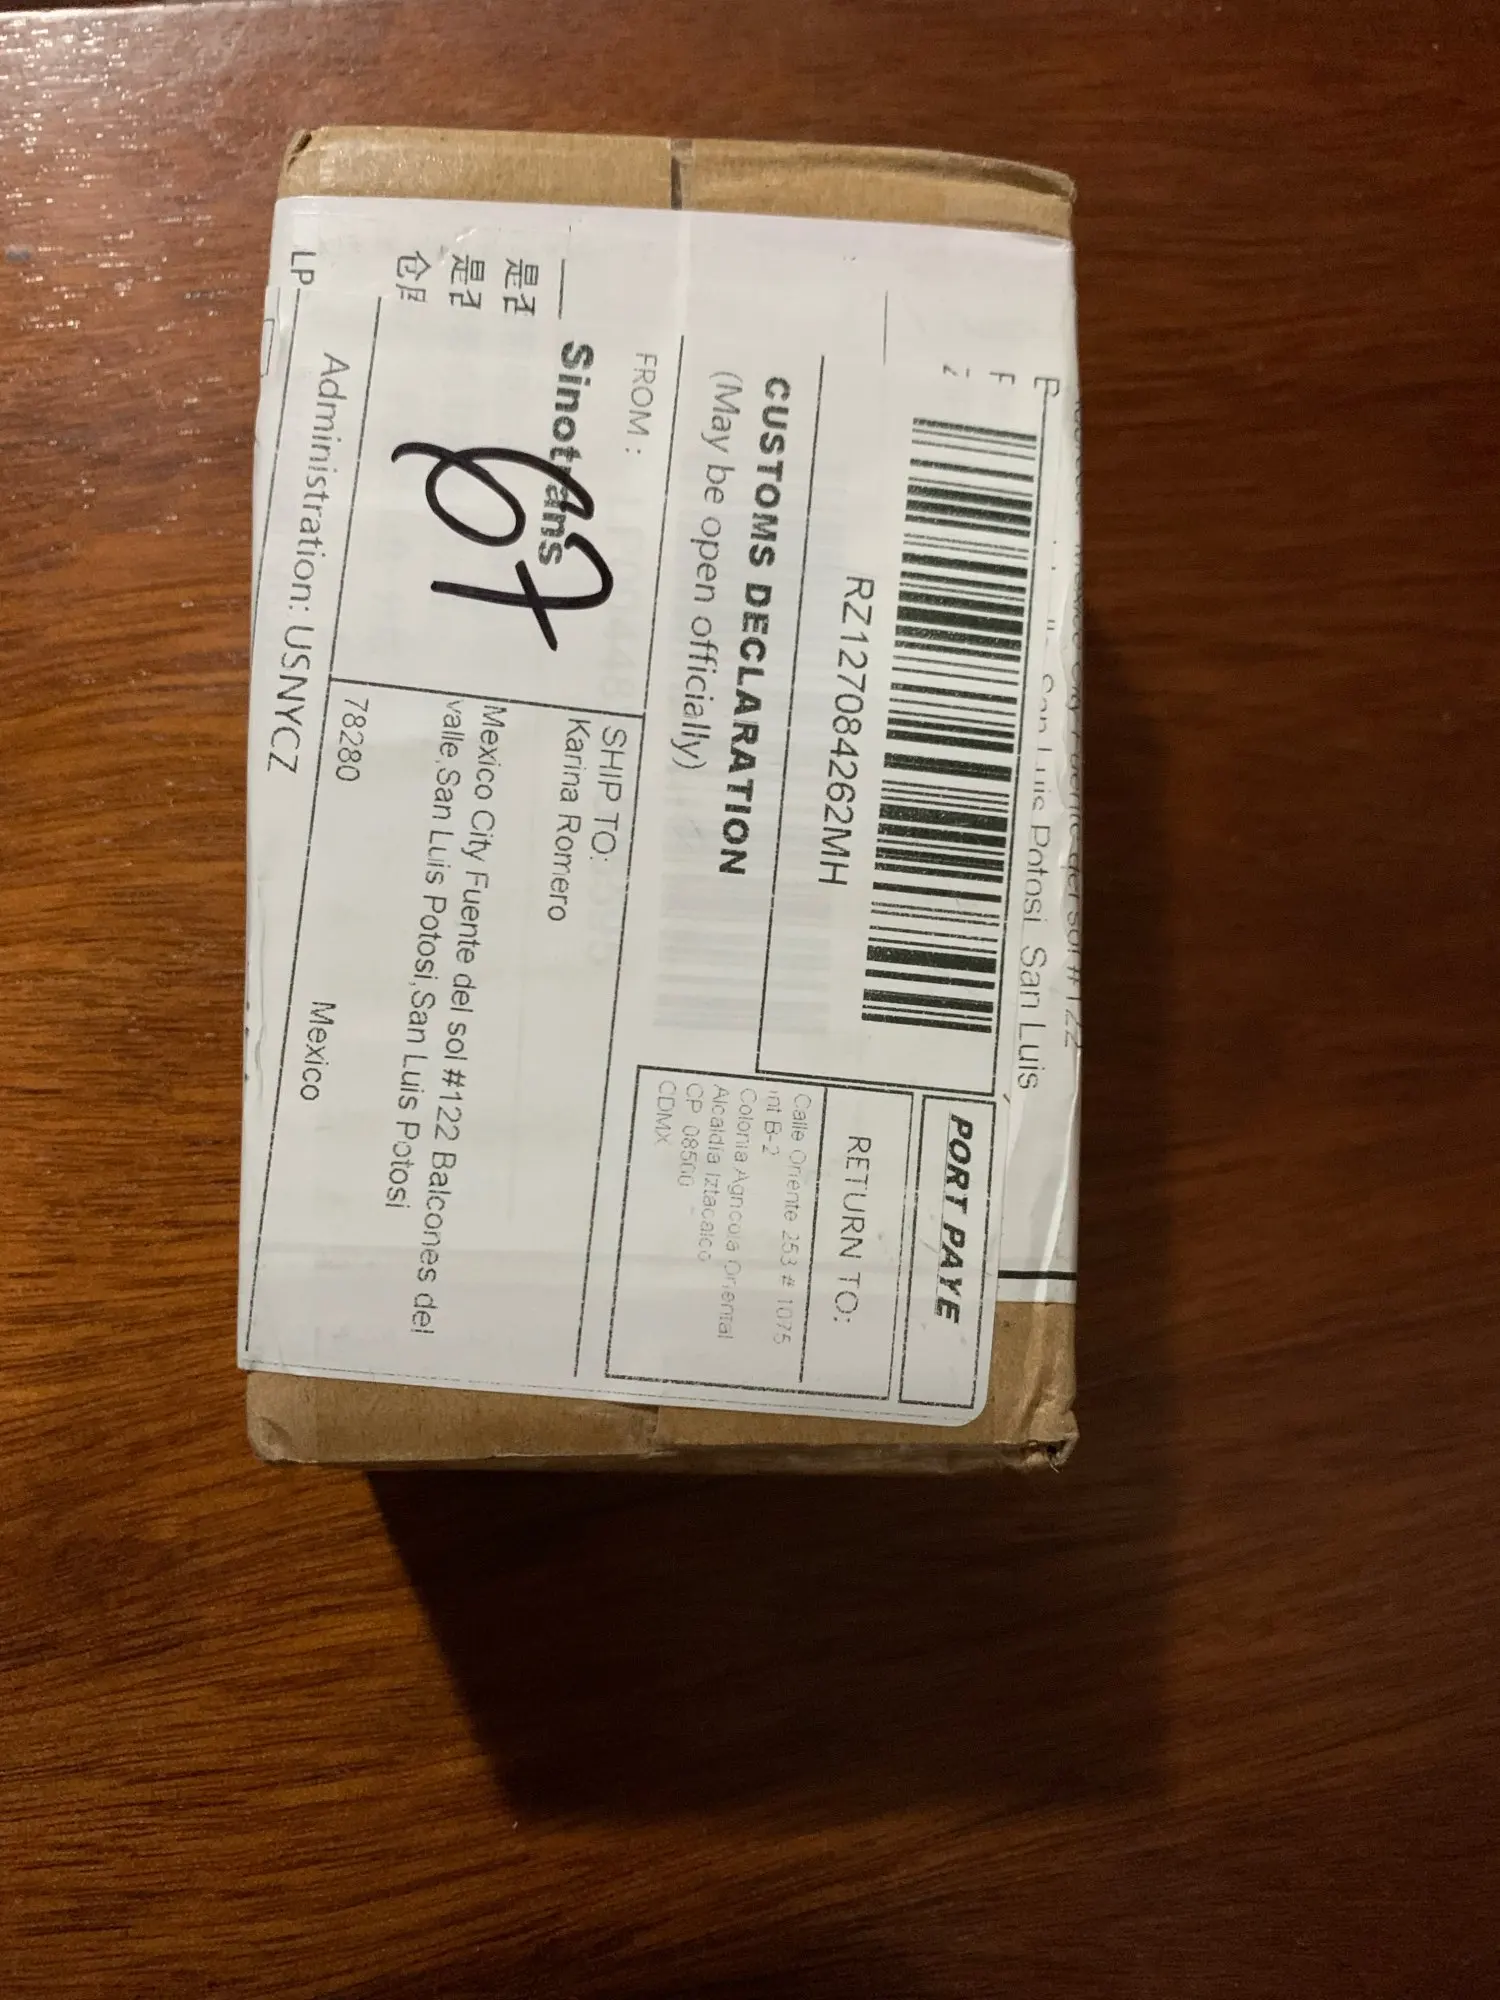 San Luis Potosi, San Luis
PORT PAYE
RZ127084262MH
RETURN TO:
Calle Oriente 253 # 1075
int B-2
Colonia Agricola Oriental
Alcaldia Iztacalco
CP 08500
CDMX
CUSTOMS DECLARATION
(May be open officially)
FROM :
Sinotrans
67
SHIP TO:
Karina Romero
Mexico City Fuente del sol #122 Balcones del
valle,San Luis Potosi,San Luis Potosi
78280
Mexico
Administration: USNYCZ
是
是
仓
LP